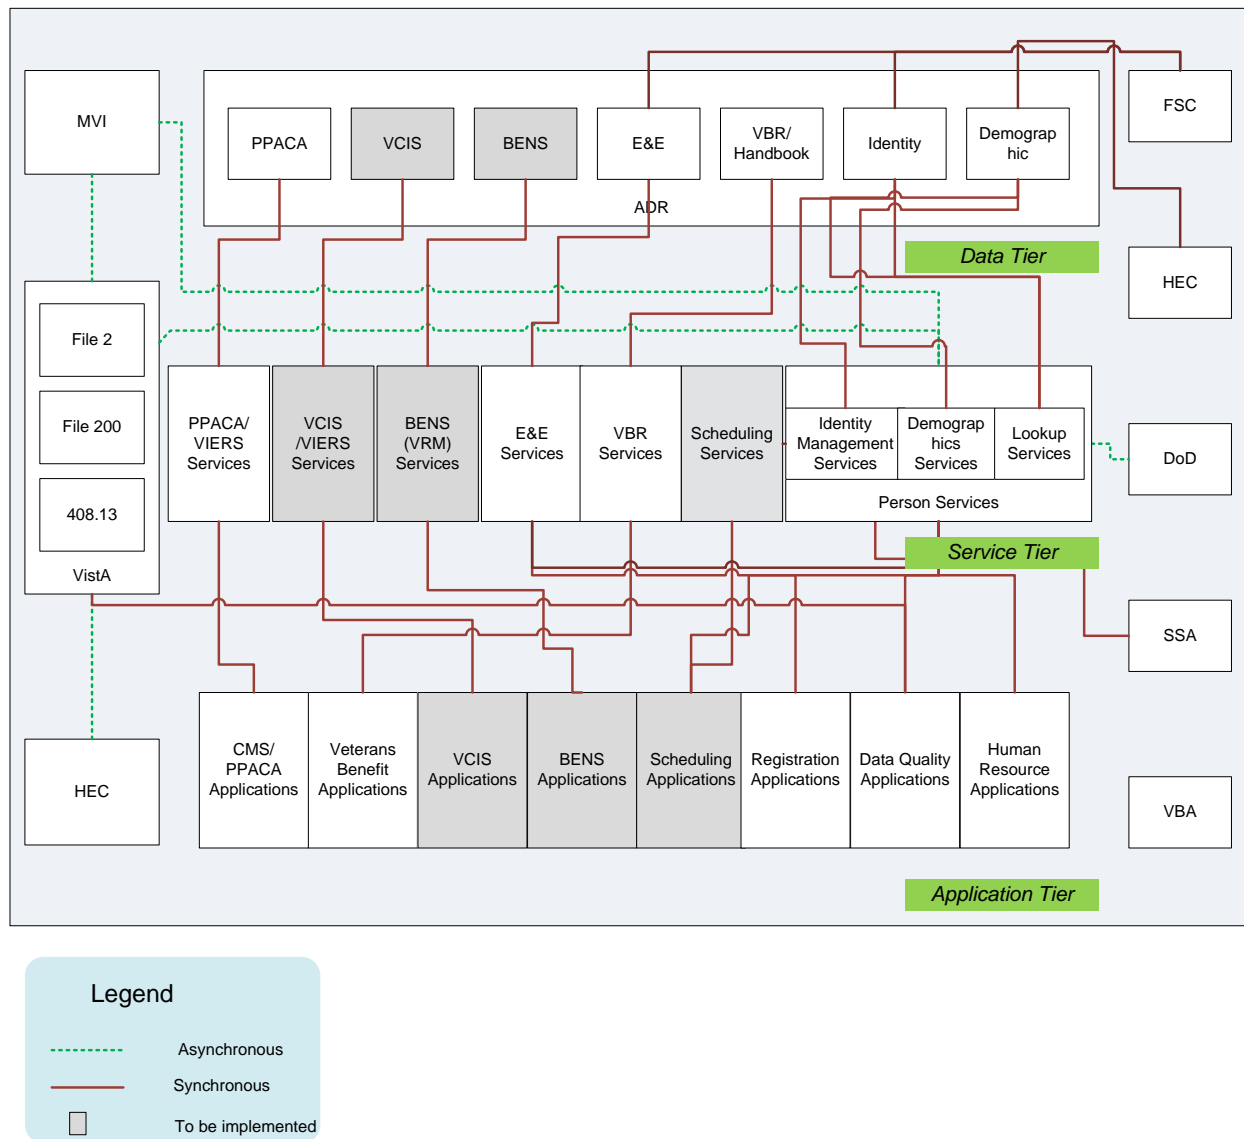 MVI
PPACA
VCIS
BENS
E&E
VBR/
Handbook
Identity
Demograp
hic
FSC
ADR
Data Tier
HEC
File 2
File 200
408.13
VistA
PPACA/
VIERS
Services
VCIS
/VIERS
Services
BENS
(VRM)
Services
E&E
Services
VBR
Services
Scheduling
Services
Identity
Management
Services
Demograp
hics
Services
Lookup
Services
Person Services
DoD
Service Tier
SSA
HEC
CMS/
PPACA
Applications
Veterans
Benefit
Applications
VCIS
Applications
BENS
Applications
Scheduling
Applications
Registration
Applications
Data Quality
Applications
Human
Resource
Applications
VBA
Application Tier
Legend
Asynchronous
Synchronous
To be implemented